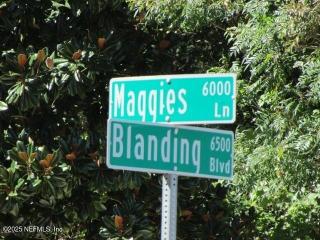 Maggies 6000 Ln
Blanding 6500 Blvd
©2025 NEFMLS, Inc